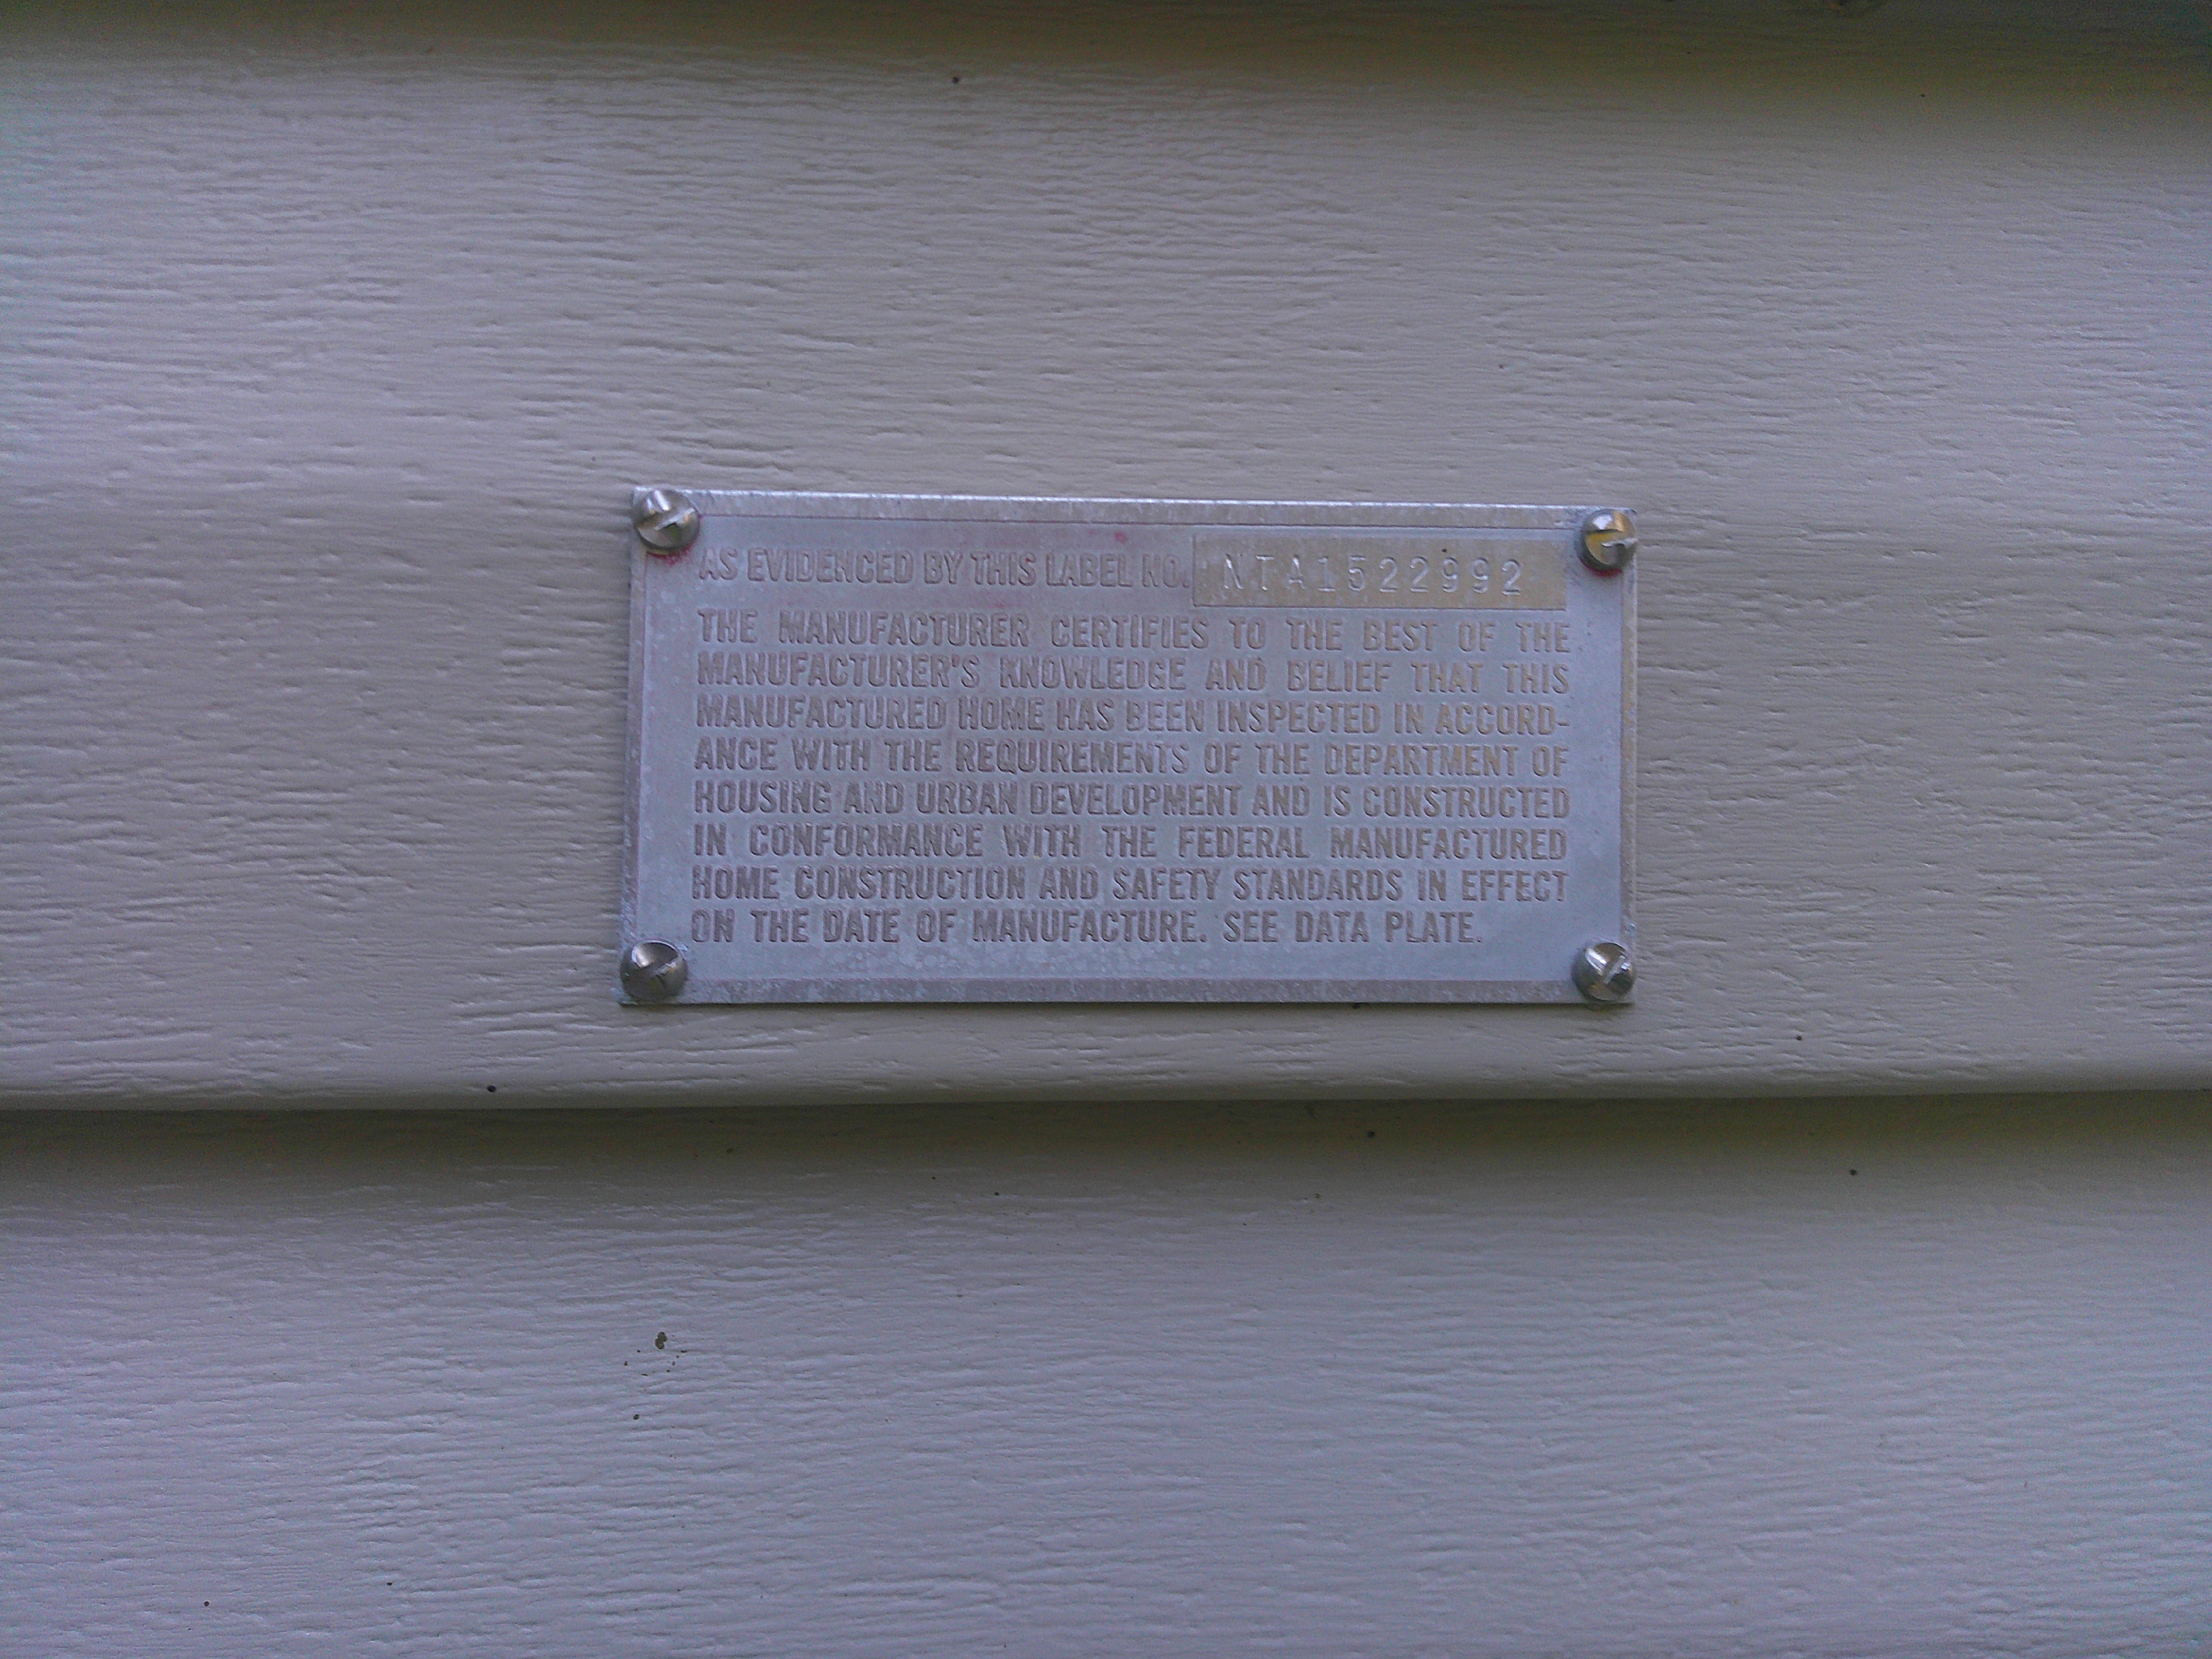 AS EVIDENCED BY THIS LABEL NO. NTA1522992
THE MANUFACTURER CERTIFIES TO THE BEST OF THE
MANUFACTURER'S KNOWLEDGE AND BELIEF THAT THIS
MANUFACTURED HOME HAS BEEN INSPECTED IN ACCORD-
ANCE WITH THE REQUIREMENTS OF THE DEPARTMENT OF
HOUSING AND URBAN DEVELOPMENT AND IS CONSTRUCTED
IN CONFORMANCE WITH THE FEDERAL MANUFACTURED
HOME CONSTRUCTION AND SAFETY STANDARDS IN EFFECT
ON THE DATE OF MANUFACTURE. SEE DATA PLATE.